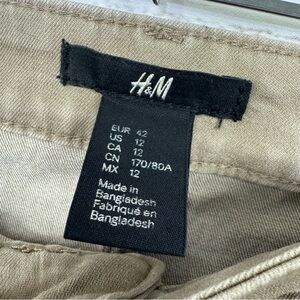 H&M
EUR 42
US 12
CA 12
CN 170/80A
MX 12
Made in
Bangladesh
Fabriqué en
Bangladesh